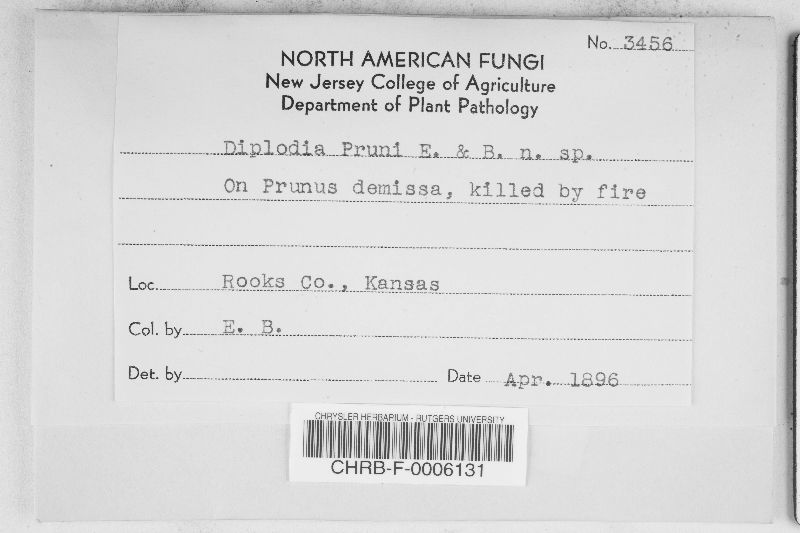 No. 3456
NORTH AMERICAN FUNGI
New Jersey College of Agriculture
Department of Plant Pathology
Diplodia Pruni E. & B. n. sp.
On Prunus demissa, killed by fire
Loc. Rooks Co., Kansas
Col. by E. B.
Det. by Date Apr. 1896
CHRYSLER HERBARIUM - RUTGERS UNIVERSITY
CHRB-F-0006131